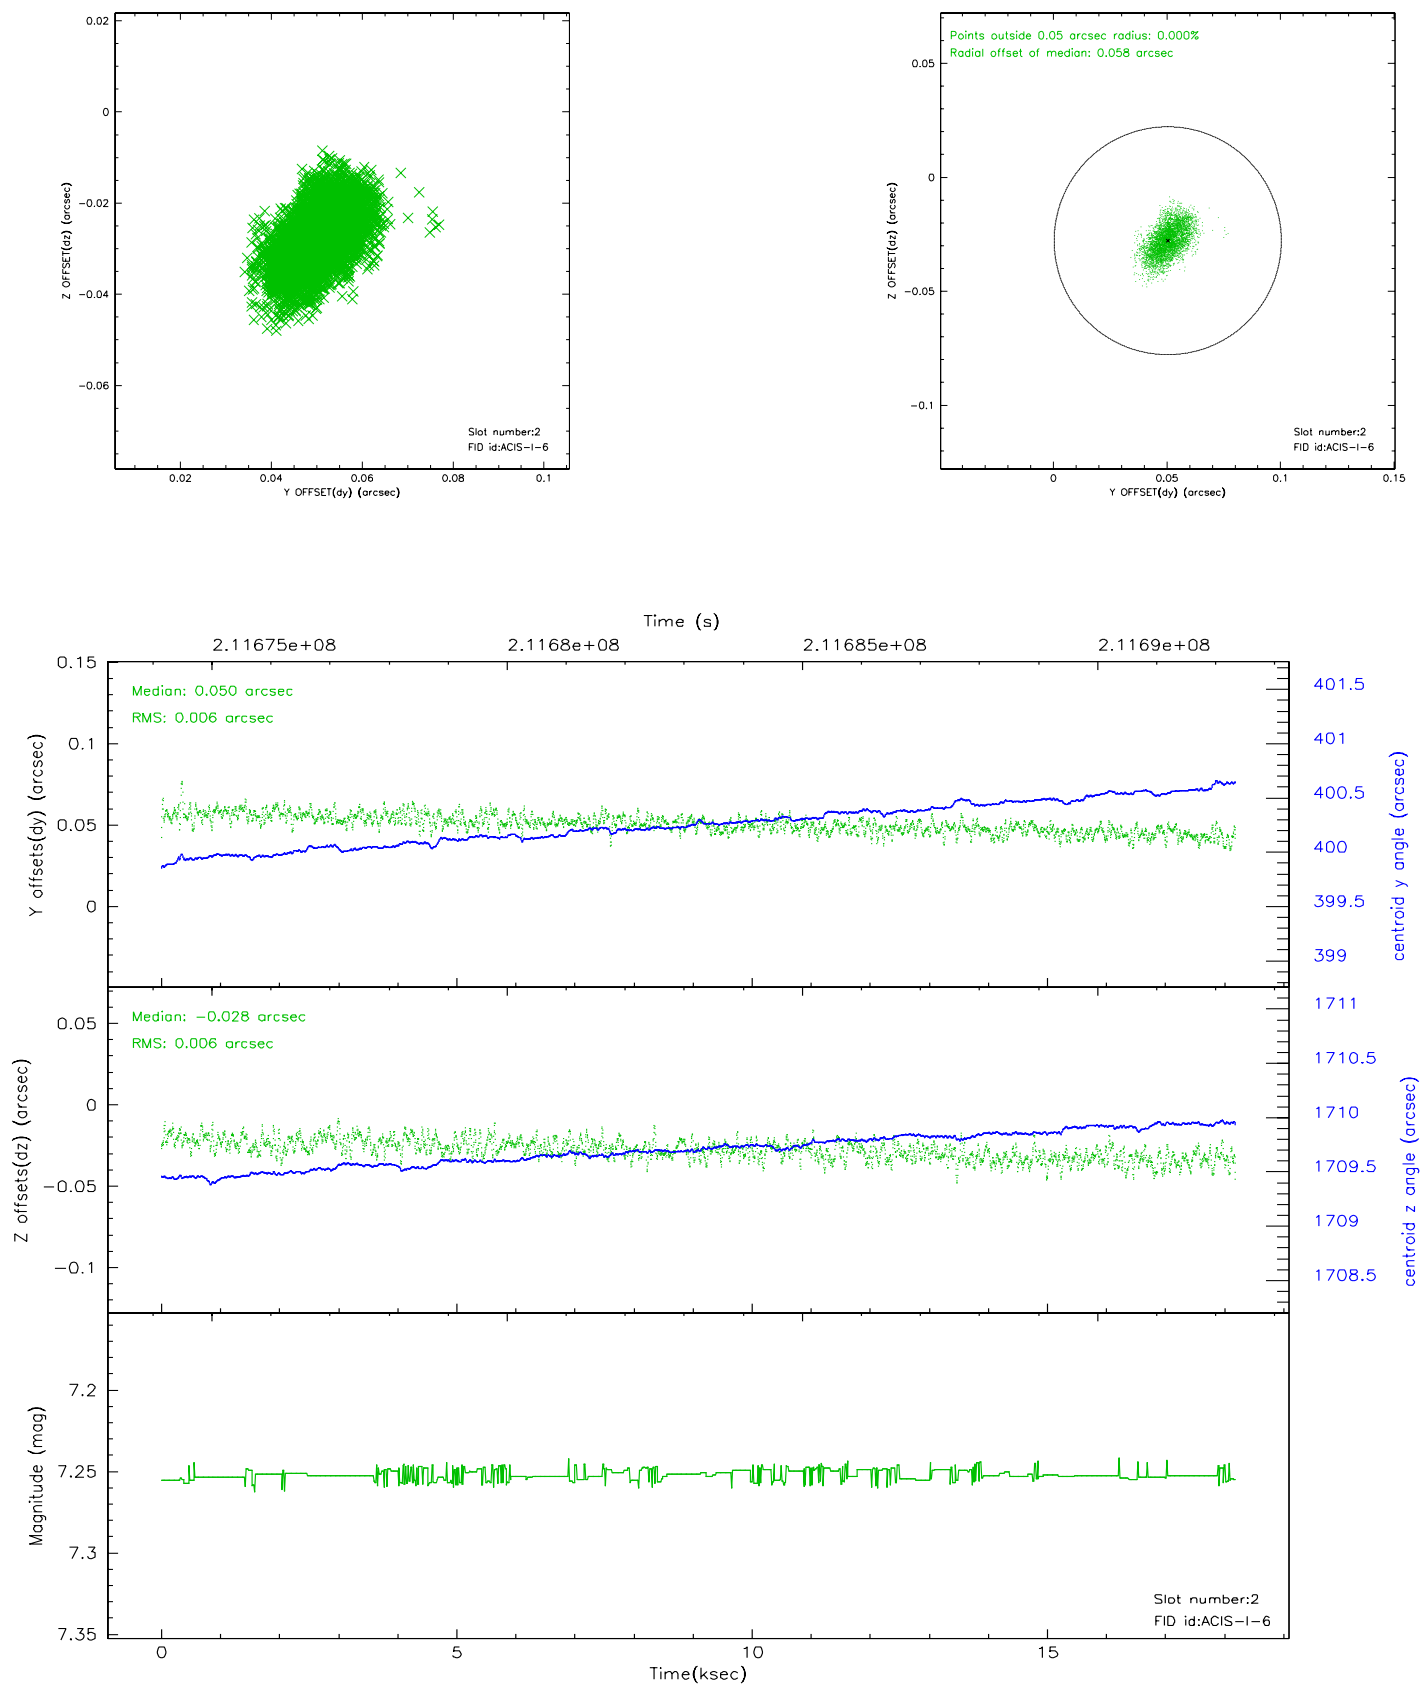 0.02
0
−0.02
−0.04
−0.06
Z OFFSET(dz) (arcsec)
Slot number:2
FID id:ACIS−I−6
0.02
0.04
0.06
0.08
0.1
Y OFFSET(dy) (arcsec)
Points outside 0.05 arcsec radius: 0.000%
Radial offset of median: 0.058 arcsec
0.05
0
−0.05
−0.1
Z OFFSET(dz) (arcsec)
Slot number:2
FID id:ACIS−I−6
0
0.05
0.1
0.15
Y OFFSET(dy) (arcsec)
Time (s)
2.11675e+08
2.1168e+08
2.11685e+08
2.1169e+08
Median: 0.050 arcsec
RMS: 0.006 arcsec
0.15
0.1
0.05
0
Y offsets(dy) (arcsec)
401.5
401
400.5
400
399.5
399
centroid y angle (arcsec)
Median: −0.028 arcsec
RMS: 0.006 arcsec
0.05
0
−0.05
−0.1
Z offsets(dz) (arcsec)
1711
1710.5
1710
1709.5
1709
1708.5
centroid z angle (arcsec)
7.2
7.25
7.3
7.35
Magnitude (mag)
Slot number:2
FID id:ACIS−I−6
0
5
10
15
Time(ksec)